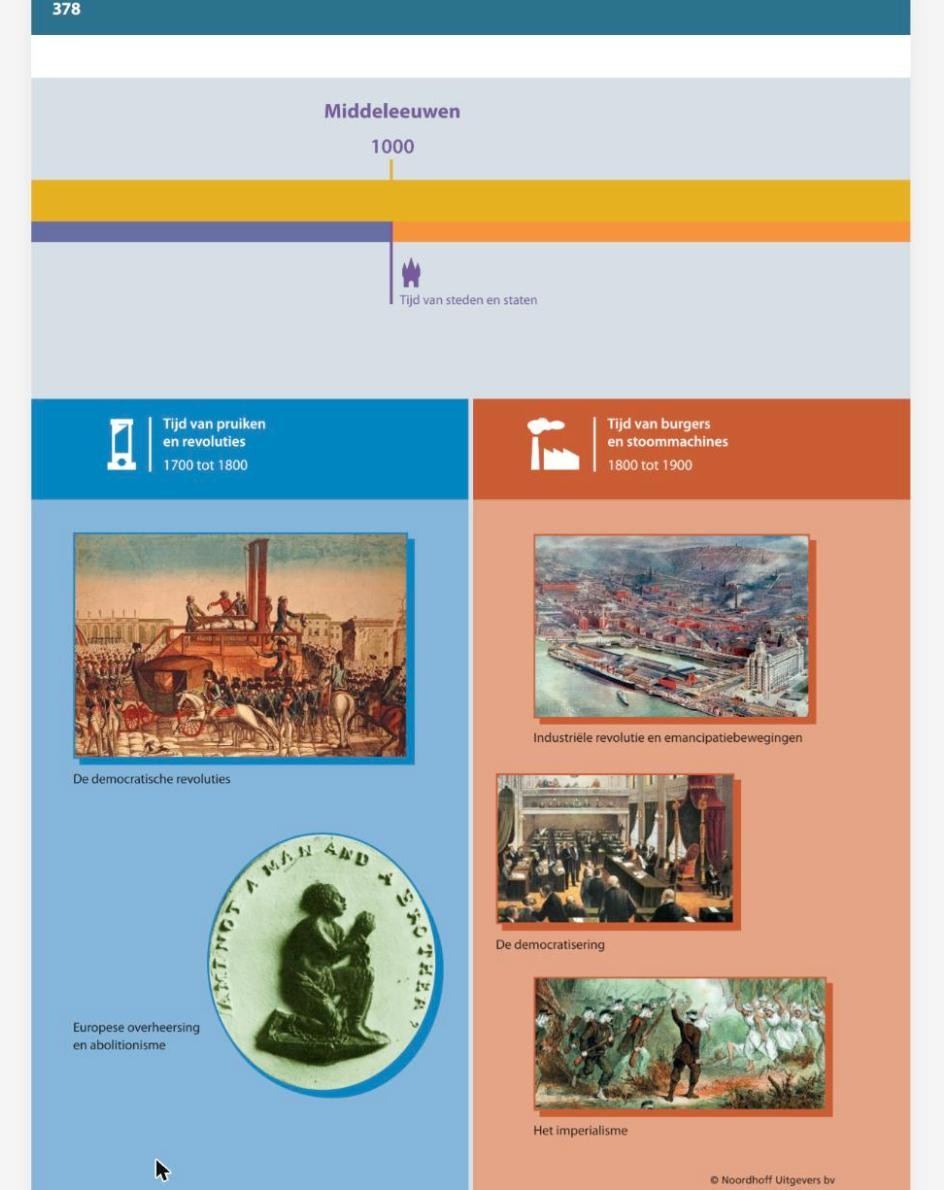 378
Middeleeuwen
1000
Tijd van steden en staten
Tijd van pruiken
en revoluties
1700 tot 1800
Tijd van burgers
en stoommachines
1800 tot 1900
De democratische revoluties
AM I NOT A MAN AND A BROTHER ?
Europese overheersing
en abolitionisme
Industriële revolutie en emancipatiebewegingen
De democratisering
Het imperialisme
© Noordhoff Uitgevers bv